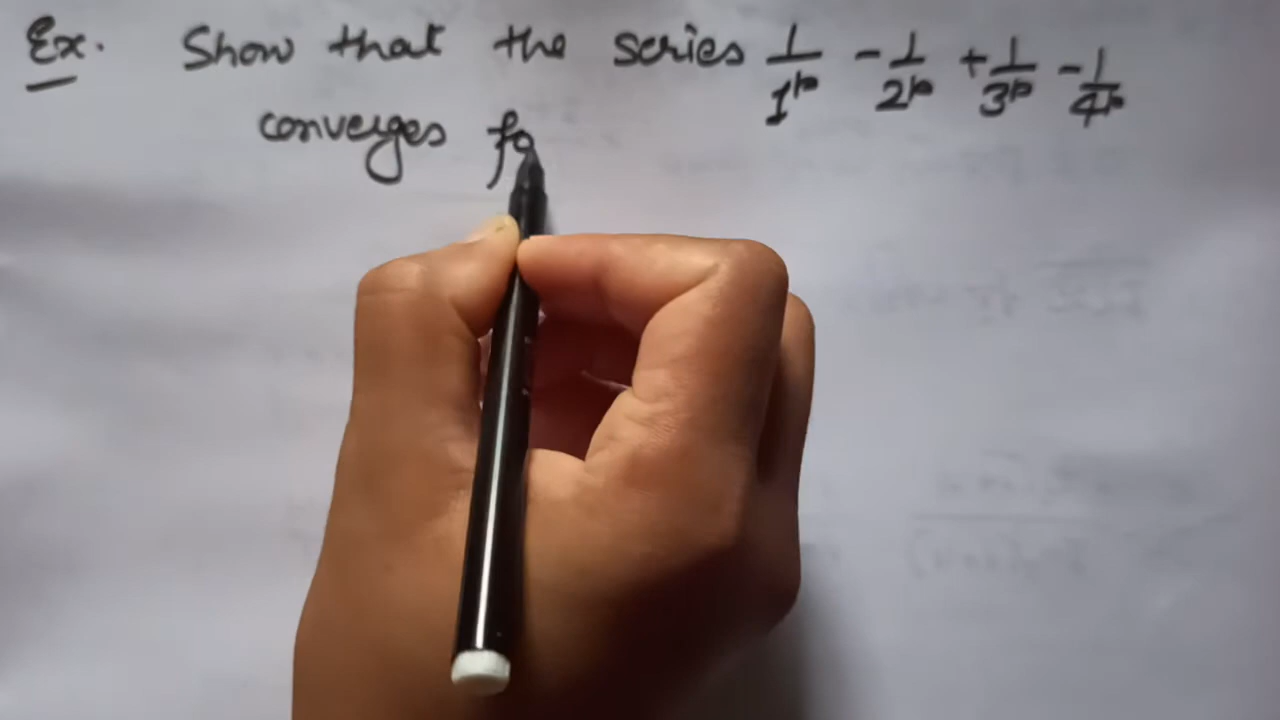 Ex. Show that the series 1/1^p - 1/2^p + 1/3^p - 1/4^p
converges fo